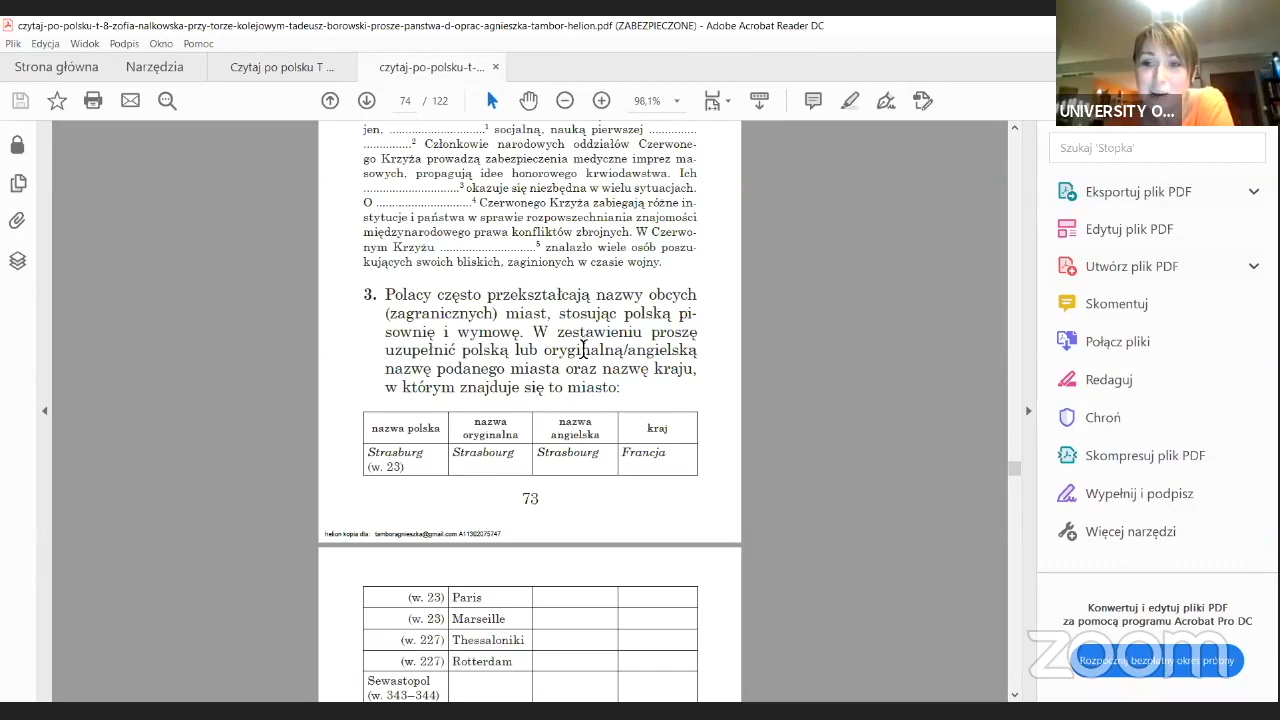 czytaj-po-polsku-t-8-zofia-nalkowska-przy-torze-kolejowym-tadeusz-borowski-prosze-panstwa-d-oprac-agnieszka-tambor-helion.pdf (ZABEZPIECZONE) - Adobe Acrobat Reader DC
Plik Edycja Widok Podpis Okno Pomoc
Strona główna Narzędzia Czytaj po polsku T ... czytaj-po-polsku-t-... ×
74 / 122 98,1%
UNIVERSITY O...
jen, .......................... 1 socjalną, nauką pierwszej .............
............. 2 Członkowie narodowych oddziałów Czerwone-
go Krzyża prowadzą zabezpieczenia medyczne imprez ma-
sowych, propagują idee honorowego krwiodawstwa. Ich
.......................... 3 okazuje się niezbędna w wielu sytuacjach.
O .......................... 4 Czerwonego Krzyża zabiegają różne in-
stytucje i państwa w sprawie rozpowszechniania znajomości
międzynarodowego prawa konfliktów zbrojnych. W Czerwo-
nym Krzyżu .......................... 5 znalazło wiele osób poszu-
kujących swoich bliskich, zaginionych w czasie wojny.
3. Polacy często przekształcają nazwy obcych
(zagranicznych) miast, stosując polską pi-
sownię i wymowę. W zestawieniu proszę
uzupełnić polską lub oryginalną/angielską
nazwę podanego miasta oraz nazwę kraju,
w którym znajduje się to miasto:
nazwa polska nazwa oryginalna nazwa angielska kraj
Strasburg (w. 23) Strasbourg Strasbourg Francja
73
helion kopia dla: tamboragnieszka@gmail.com A11302075747
(w. 23) Paris
(w. 23) Marseille
(w. 227) Thessaloniki
(w. 227) Rotterdam
Sewastopol
(w. 343–344)
Szukaj 'Stopka'
Eksportuj plik PDF
Edytuj plik PDF
Utwórz plik PDF
Skomentuj
Połącz pliki
Redaguj
Chroń
Skompresuj plik PDF
Wypełnij i podpisz
Więcej narzędzi
Konwertuj i edytuj pliki PDF
za pomocą programu Acrobat Pro DC
Rozpocznij bezpłatny okres próbny
zoom